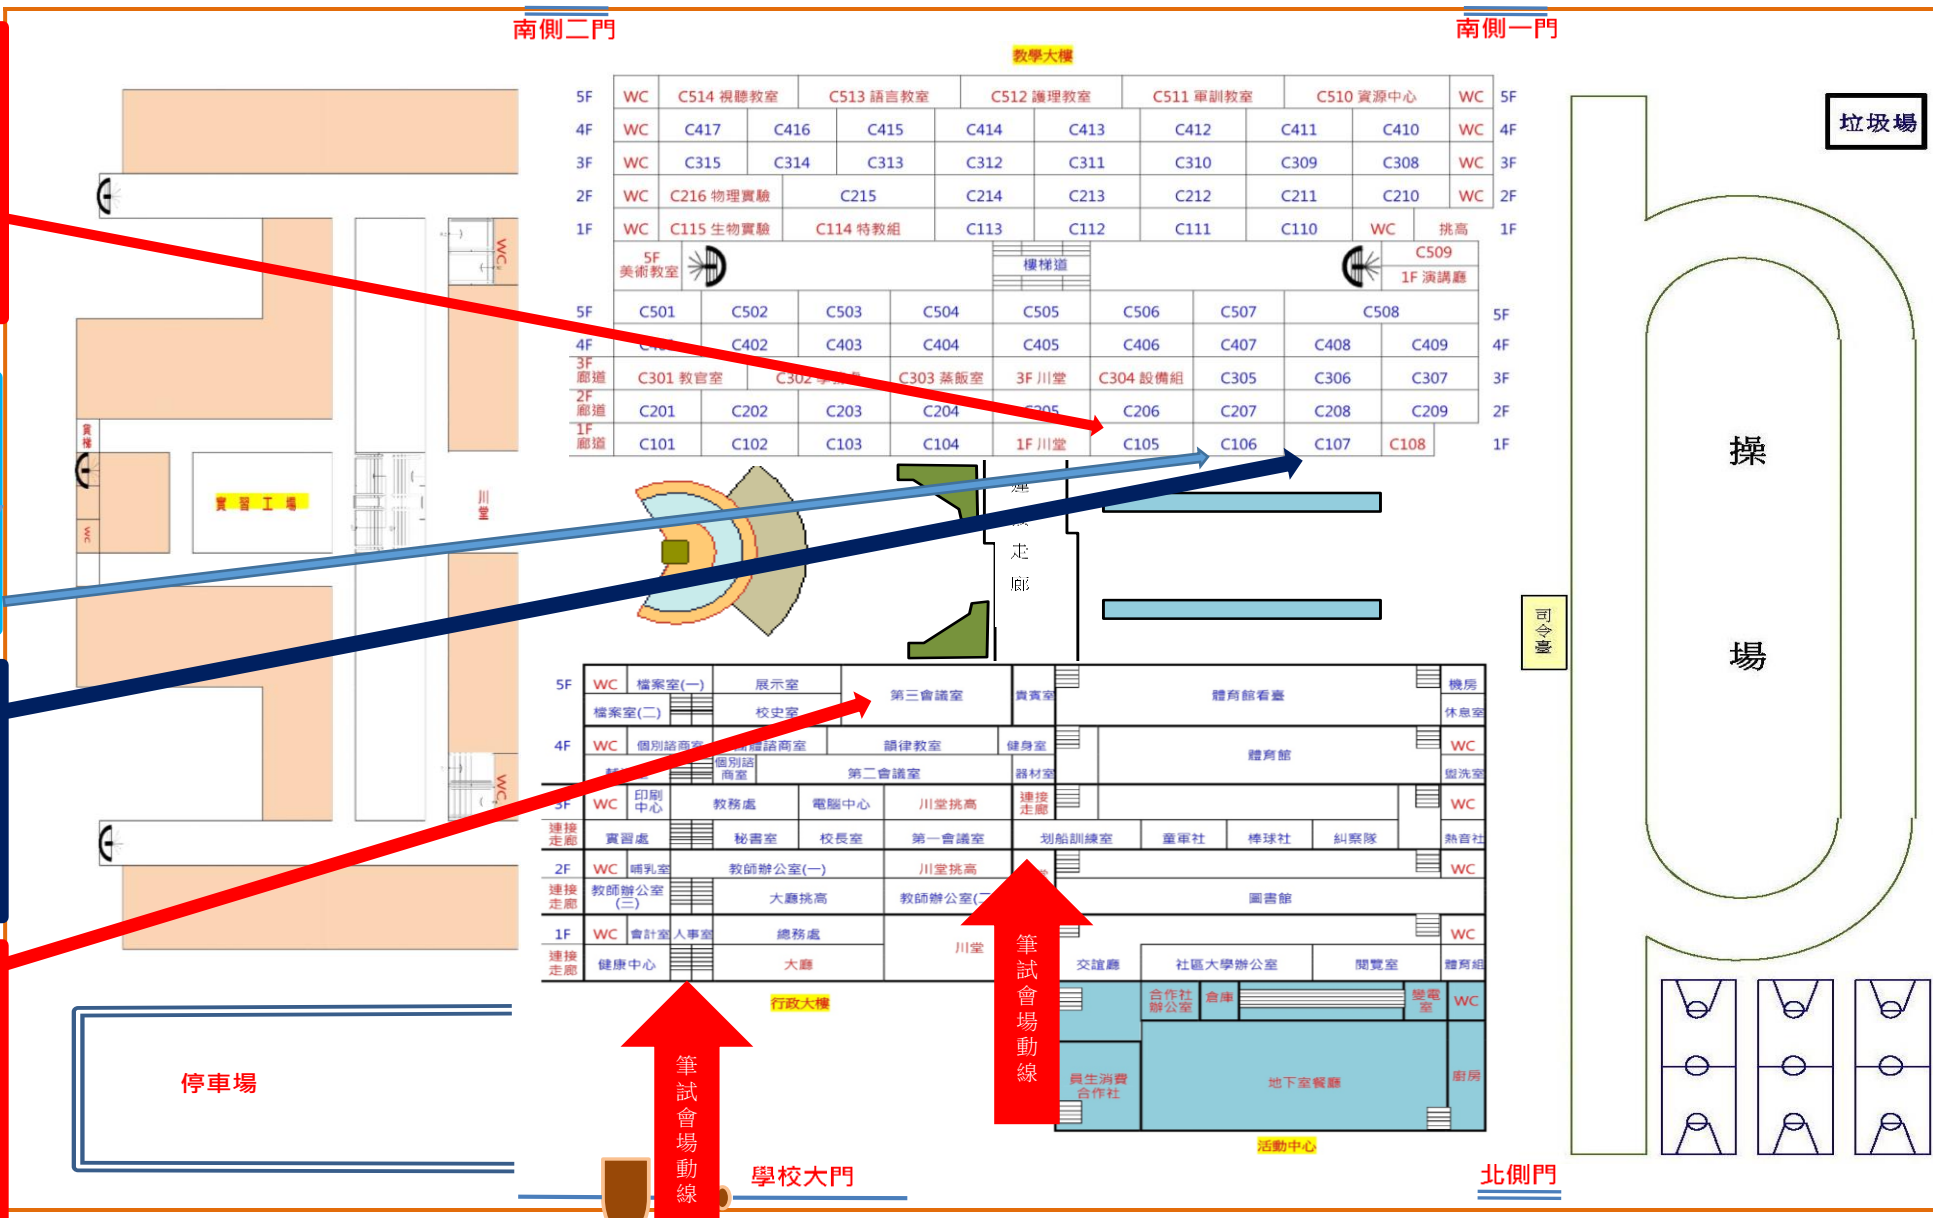 南側二門
南側一門
教學大樓
5F WC C514 視聽教室 C513 語言教室 C512 護理教室 C511 軍訓教室 C510 資源中心 WC 5F
4F WC C417 C416 C415 C414 C413 C412 C411 C410 WC 4F
3F WC C315 C314 C313 C312 C311 C310 C309 C308 WC 3F
2F WC C216 物理實驗 C215 C214 C213 C212 C211 C210 WC 2F
1F WC C115 生物實驗 C114 特教組 C113 C112 C111 C110 WC 挑高 1F
5F
美術教室
樓梯道
C509
1F 演講廳
5F C501 C502 C503 C504 C505 C506 C507 C508 5F
4F C402 C403 C404 C405 C406 C407 C408 C409 4F
3F
廊道 C301 教官室 C302 C303 蒸飯室 3F 川堂 C304 設備組 C305 C306 C307 3F
2F
廊道 C201 C202 C203 C204 C205 C206 C207 C208 C209 2F
1F
廊道 C101 C102 C103 C104 1F 川堂 C105 C106 C107 C108 1F
垃圾場
操
場
司令臺
WC
貨梯
WC
實習工場
川堂
WC
走
廊
5F WC 檔案室(一) 展示室 第三會議室 貴賓室 體育館看臺 機房
檔案室(二) 校史室 休息室
4F WC 個別諮商室 諮商室 韻律教室 健身室 體育館 WC
個別諮
商室 第二會議室 器材室 盥洗室
3F WC 印刷
中心 教務處 電腦中心 川堂挑高 連接
走廊 WC
連接
走廊 實習處 秘書室 校長室 第一會議室 划船訓練室 童軍社 棒球社 糾察隊 熱音社
2F WC 哺乳室 教師辦公室(一) 川堂挑高 WC
連接
走廊 教師辦公室
(三) 大廳挑高 教師辦公室(二 圖書館
1F WC 會計室 人事室 總務處 川堂 WC
連接
走廊 健康中心 大廳 交誼廳 社區大學辦公室 閱覽室 體育組
行政大樓
合作社
辦公室 倉庫 變電
室 WC
員生消費
合作社
地下室餐廳
廚房
活動中心
筆試會場動線
筆試會場動線
停車場
學校大門
北側門